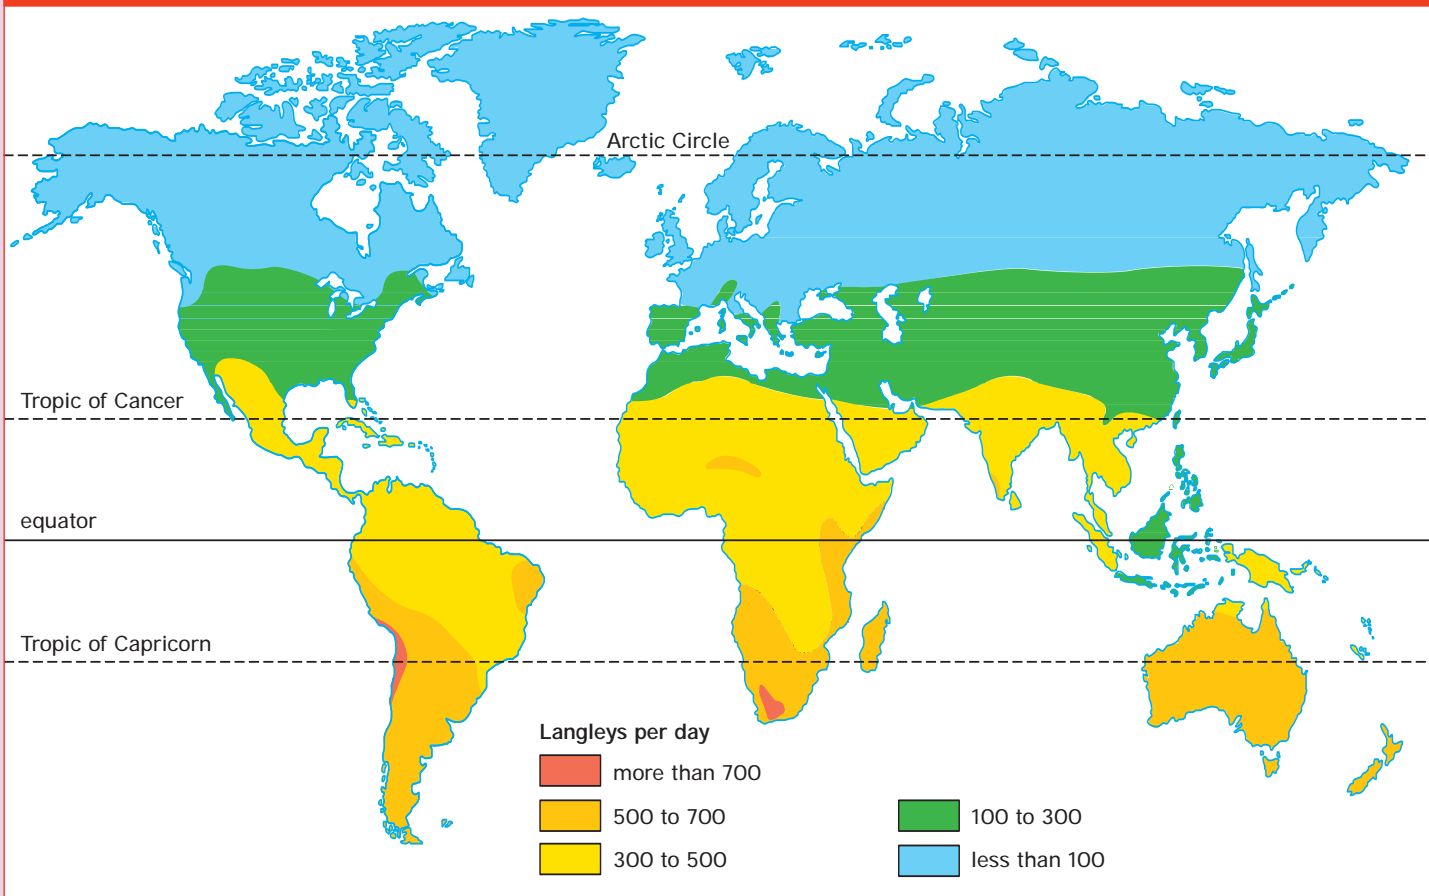 Arctic Circle
Tropic of Cancer
equator
Tropic of Capricorn
Langleys per day
more than 700
500 to 700
300 to 500
100 to 300
less than 100